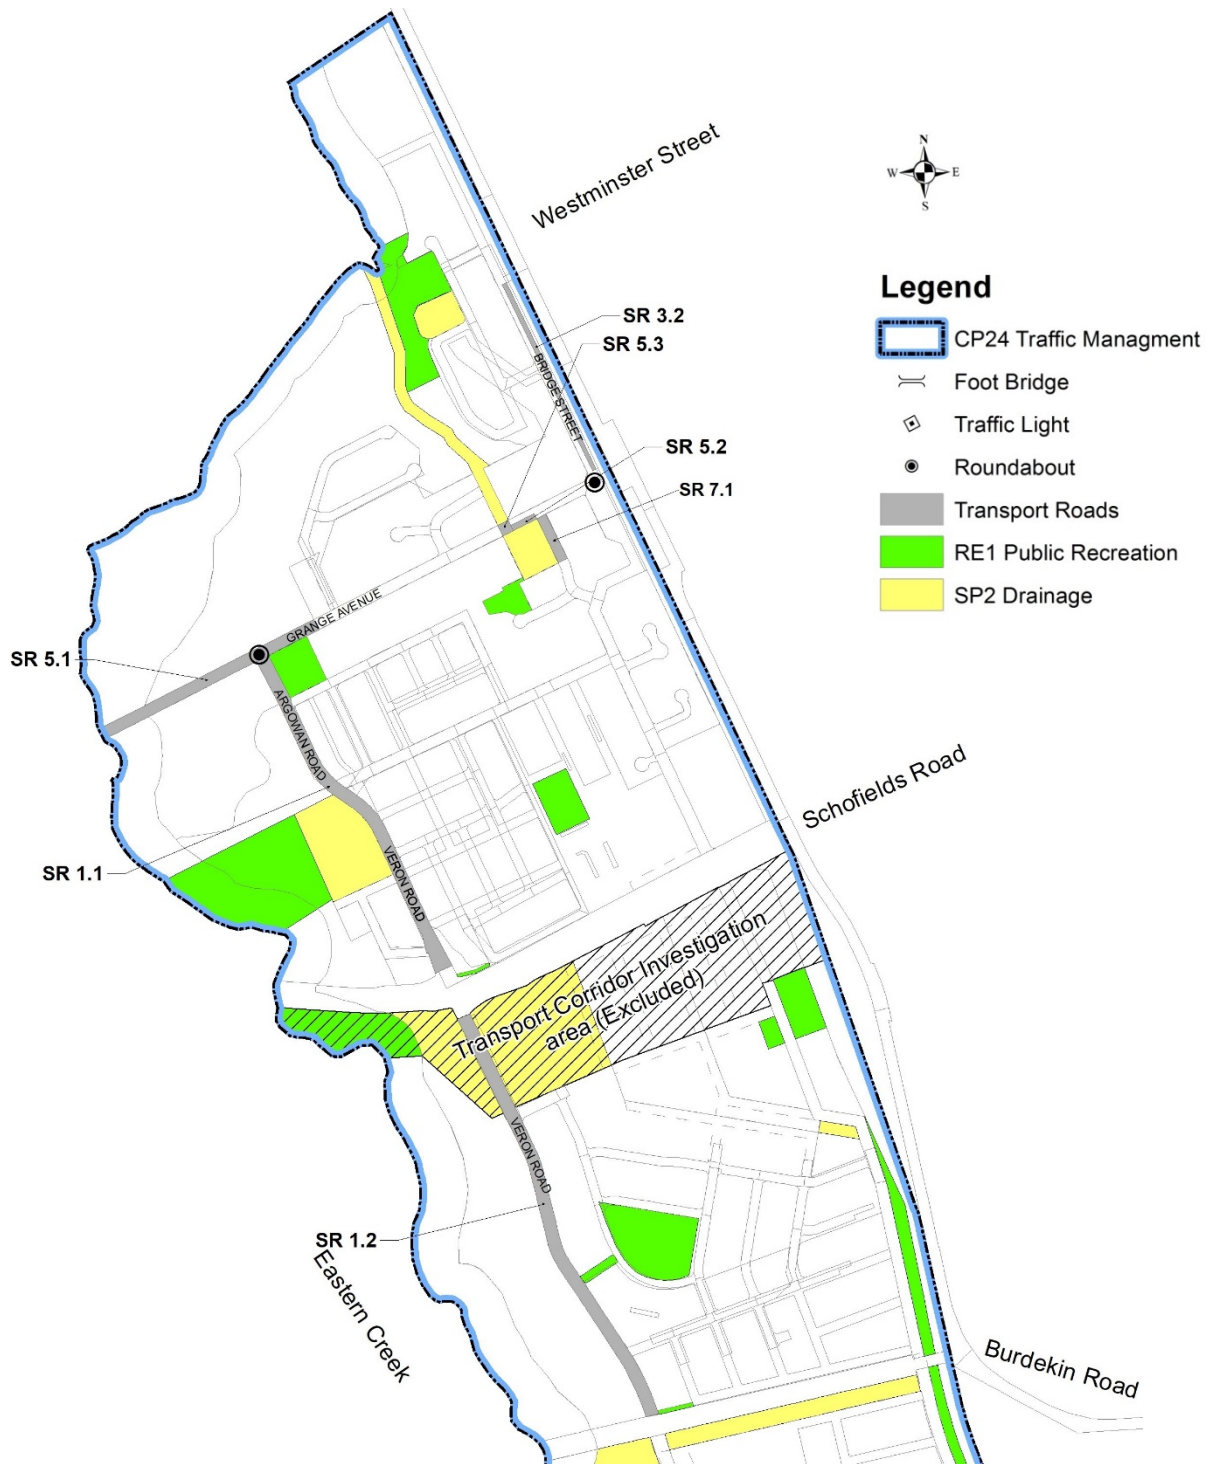 Westminster Street
N
W
E
S
Legend
CP24 Traffic Managment
Foot Bridge
Traffic Light
Roundabout
Transport Roads
RE1 Public Recreation
SP2 Drainage
SR 3.2
SR 5.3
BRIDGE STREET
SR 5.2
SR 7.1
GRANGE AVENUE
SR 5.1
ARGOWAN ROAD
Schofields Road
SR 1.1
VERON ROAD
Transport Corridor Investigation
area (Excluded)
VERON ROAD
SR 1.2
Eastern Creek
Burdekin Road